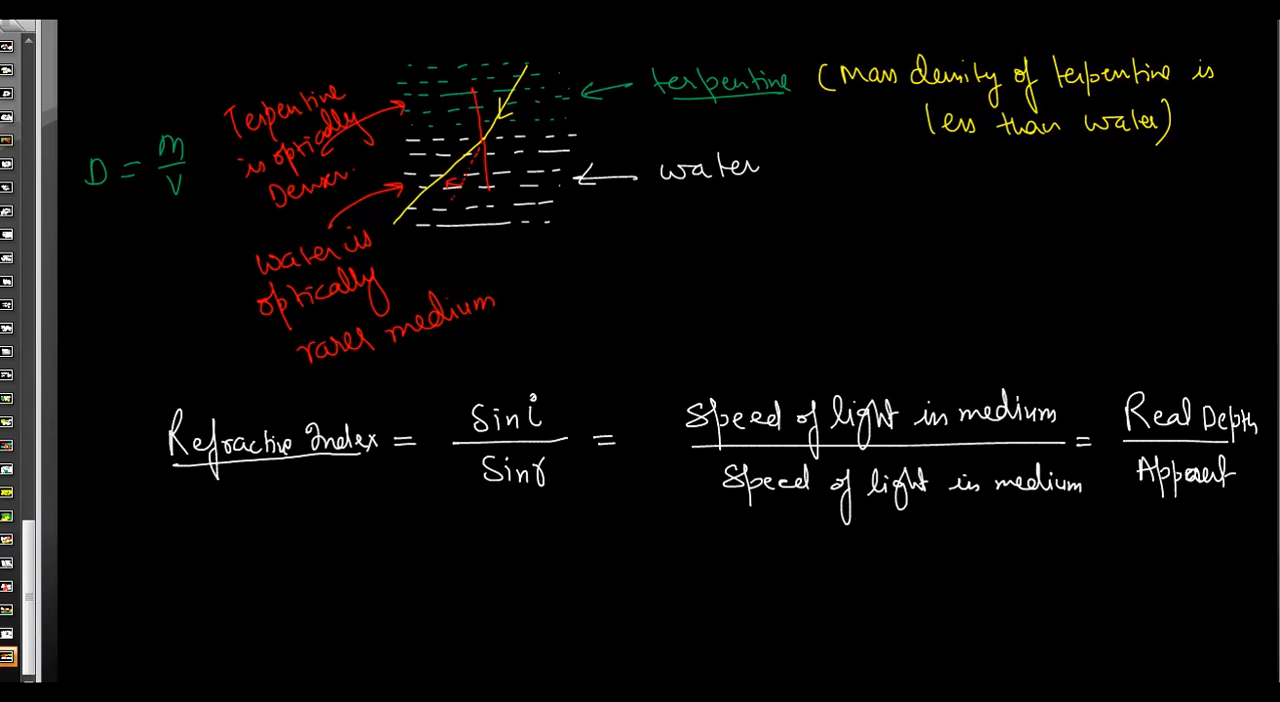 terpentine (Mass density of terpentine is
less than water)
Terpentine
is optically
Denser.
D = m/v
water
water is
optically
rarer medium
Refractive Index = Sin i / Sin r = Speed of light in medium / Speed of light in medium = Real Depth / Apparent